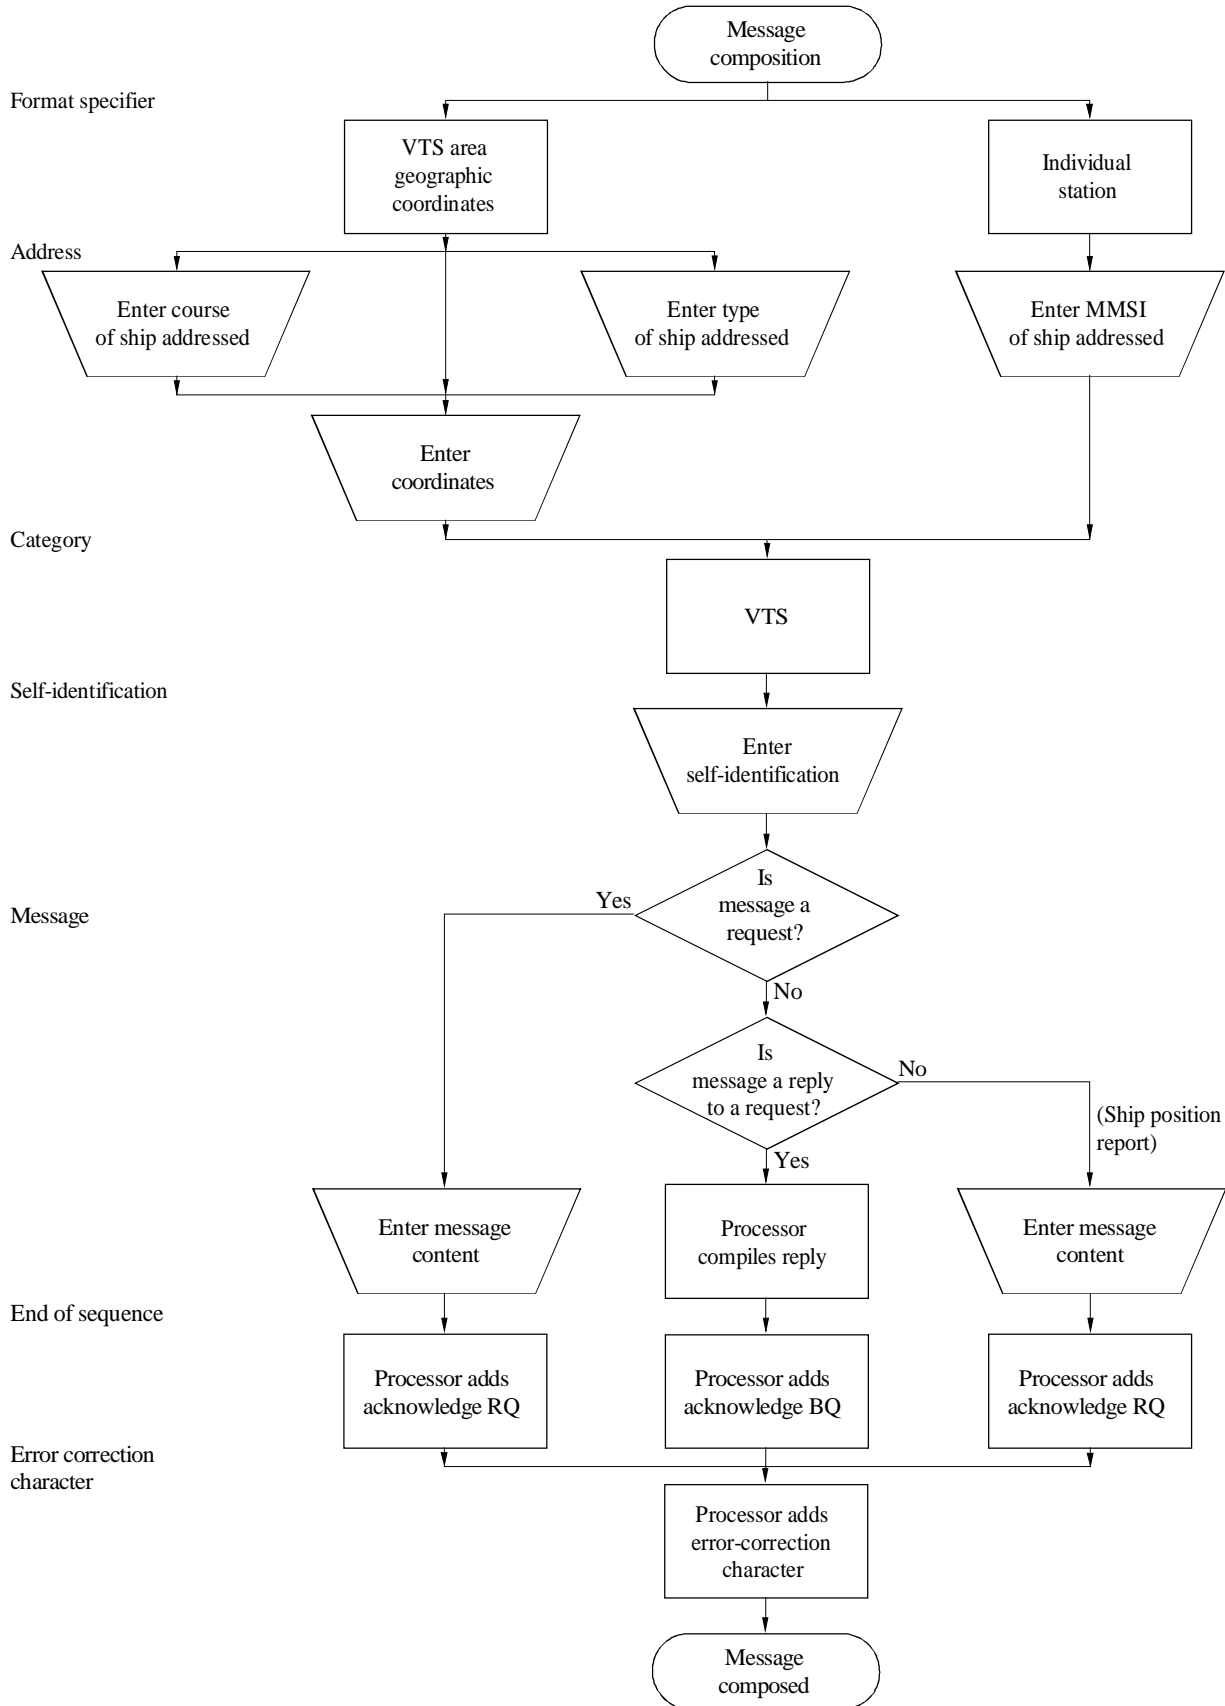 Message
composition
Format specifier
VTS area
geographic
coordinates
Individual
station
Address
Enter course
of ship addressed
Enter type
of ship addressed
Enter MMSI
of ship addressed
Enter
coordinates
Category
VTS
Self-identification
Enter
self-identification
Is
message a
request?
Yes
Message
No
Is
message a reply
to a request?
No
(Ship position
report)
Yes
Enter message
content
Processor
compiles reply
Enter message
content
End of sequence
Processor adds
acknowledge RQ
Processor adds
acknowledge BQ
Processor adds
acknowledge RQ
Error correction
character
Processor adds
error-correction
character
Message
composed